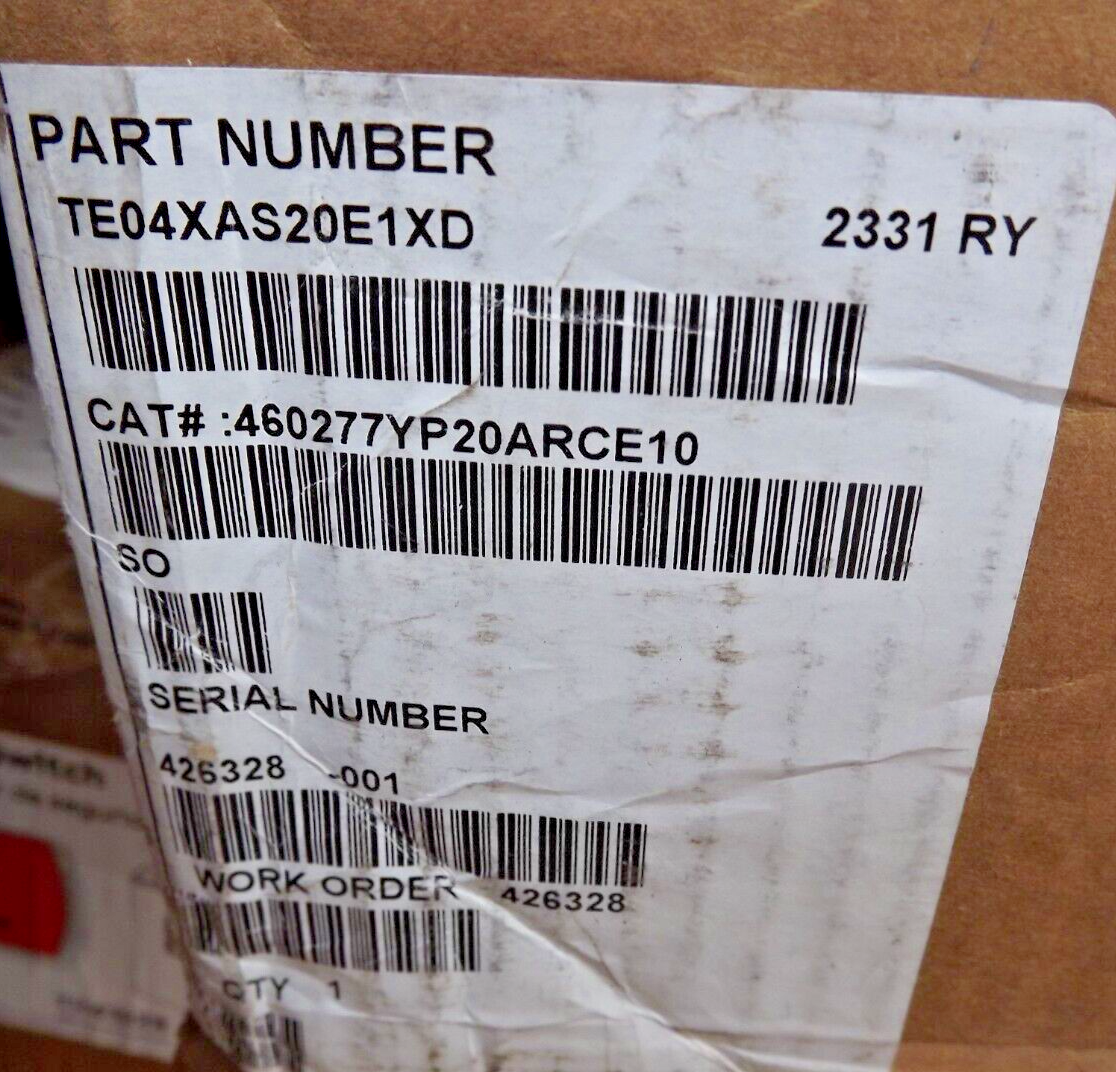 PART NUMBER
TE04XAS20E1XD 2331 RY
CAT# :460277YP20ARCE10
SO
SERIAL NUMBER
426328 -001
WORK ORDER 426328
QTY 1